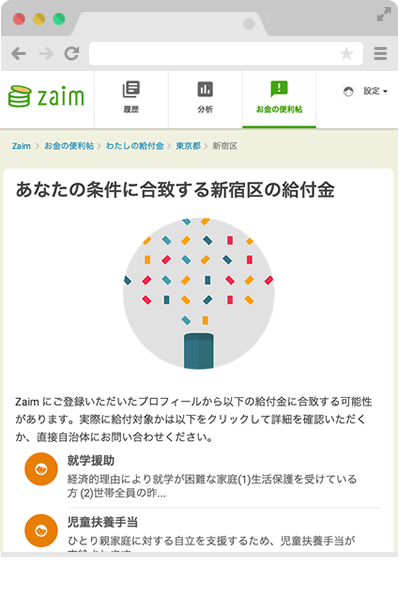 zaim
履歴
分析
お金の便利帖
設定
Zaim > お金の便利帖 > わたしの給付金 > 東京都 > 新宿区
あなたの条件に合致する新宿区の給付金
Zaim にご登録いただいたプロフィールから以下の給付金に合致する可能性
があります。実際に給付対象かは以下をクリックして詳細を確認いただく
か、直接自治体にお問い合わせください。
就学援助
経済的理由により就学が困難な家庭(1)生活保護を受けている
方 (2)世帯全員の昨...
児童扶養手当
ひとり親家庭に対する自立を支援するため、児童扶養手当が